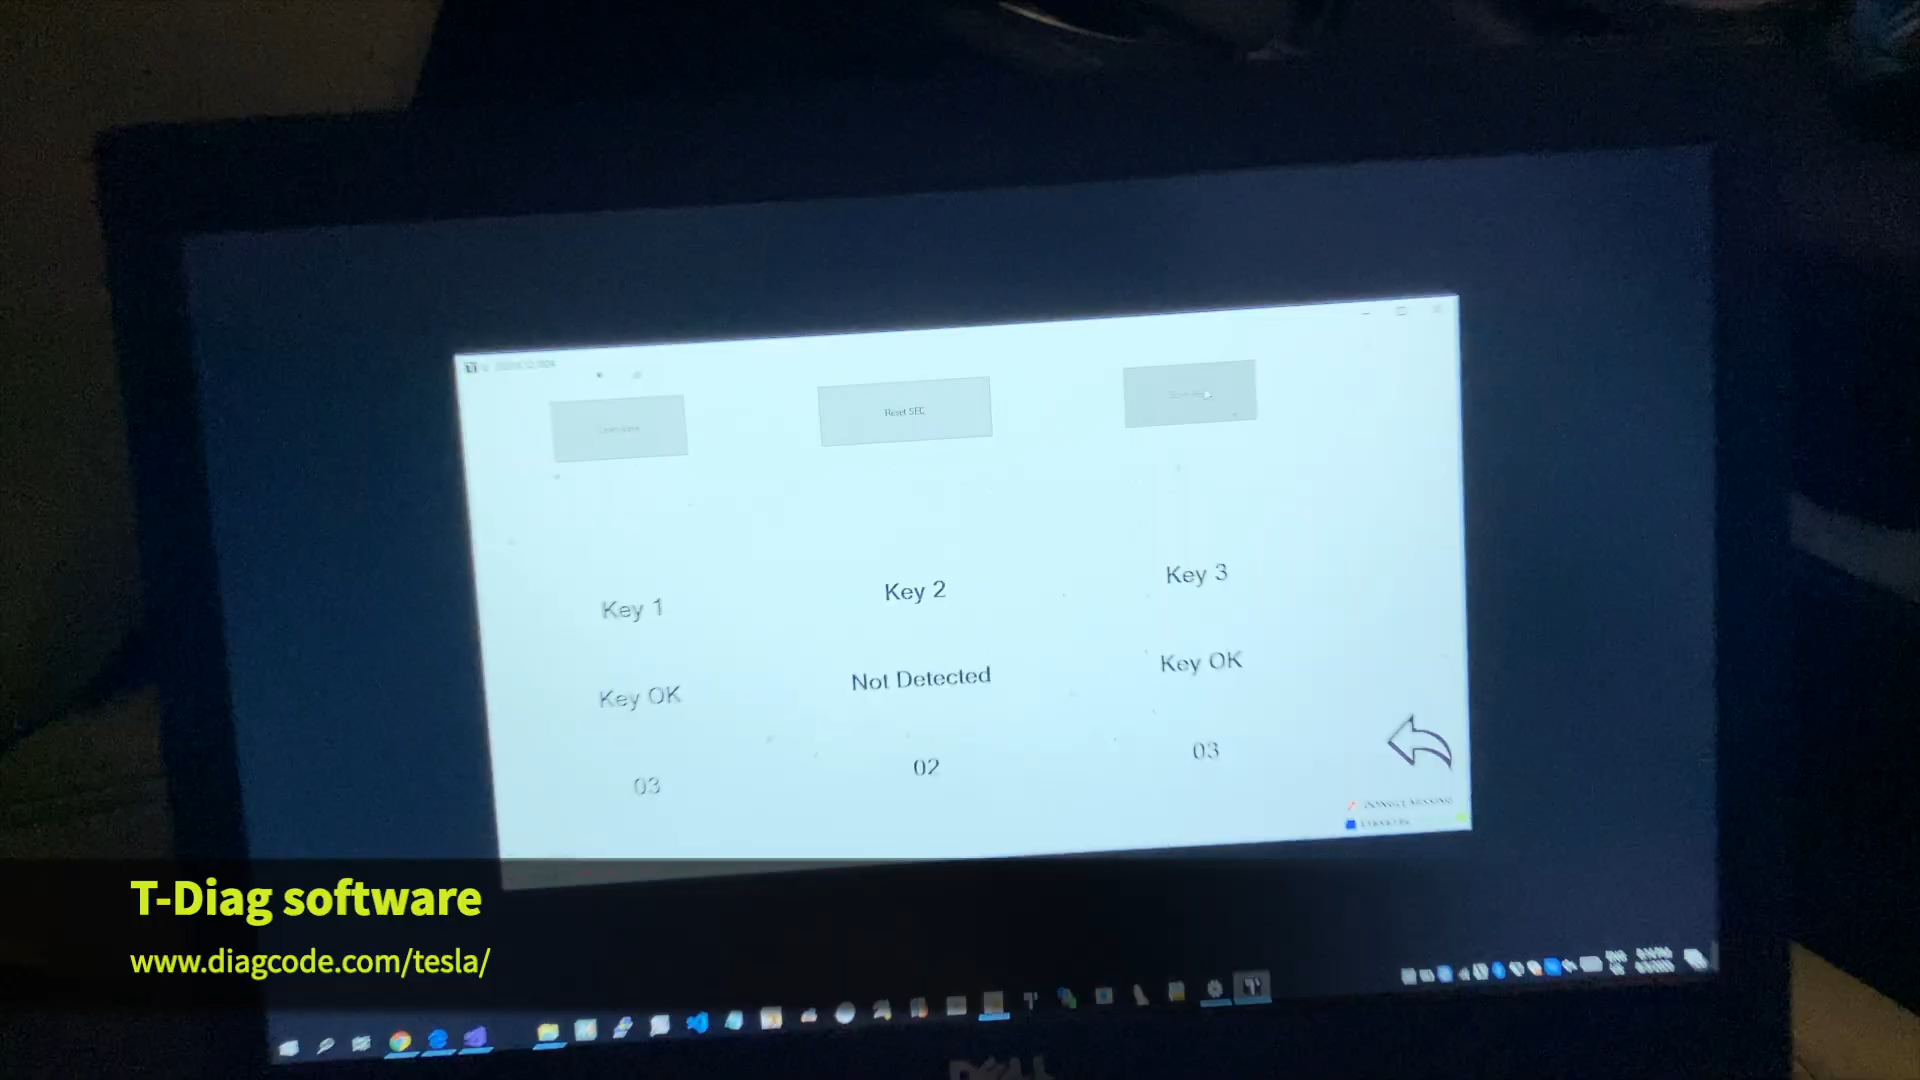 Reset SEC
Key 1
Key 2
Key 3
Key OK
Not Detected
Key OK
03
02
03
T-Diag software
www.diagcode.com/tesla/
DELL